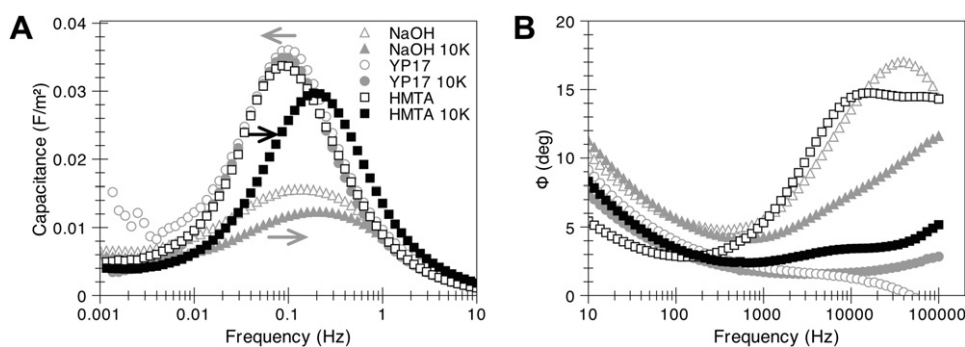 A
Capacitance (F/m²)
0.04
0.03
0.02
0.01
0
0.001
0.01
0.1
1
10
Frequency (Hz)
NaOH
NaOH 10K
YP17
YP17 10K
HMTA
HMTA 10K
B
Φ (deg)
20
15
10
5
0
10
100
1000
10000
100000
Frequency (Hz)